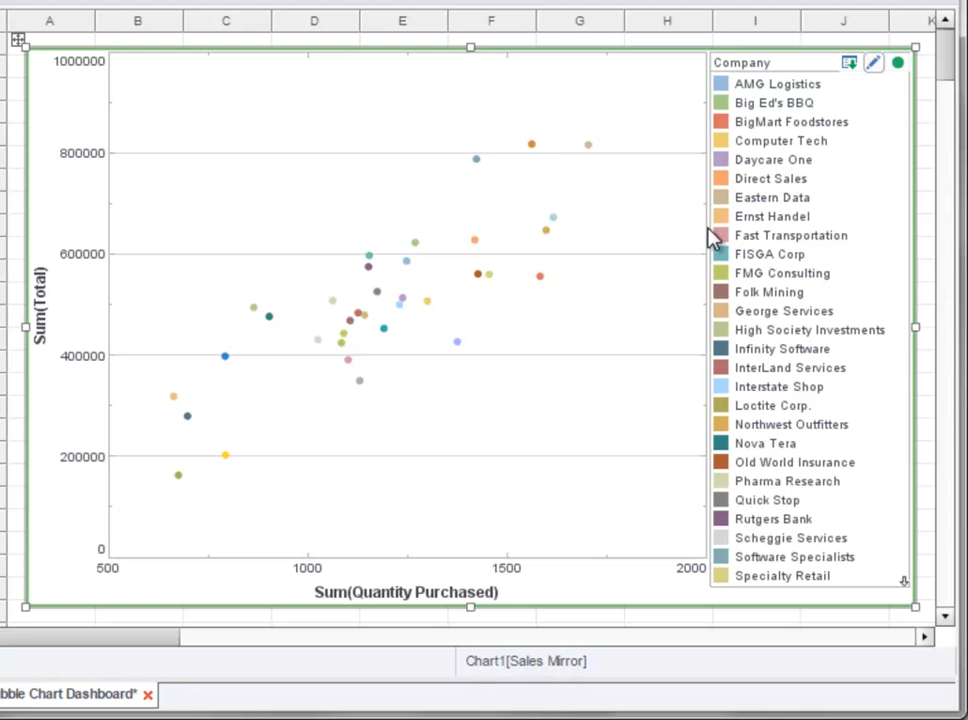 A B C D E F G H I J K
1000000
800000
600000
400000
200000
0
500 1000 1500 2000
Sum(Total)
Sum(Quantity Purchased)
Company
AMG Logistics
Big Ed's BBQ
BigMart Foodstores
Computer Tech
Daycare One
Direct Sales
Eastern Data
Ernst Handel
Fast Transportation
FISGA Corp
FMG Consulting
Folk Mining
George Services
High Society Investments
Infinity Software
InterLand Services
Interstate Shop
Loctite Corp.
Northwest Outfitters
Nova Tera
Old World Insurance
Pharma Research
Quick Stop
Rutgers Bank
Scheggie Services
Software Specialists
Specialty Retail
Chart1[Sales Mirror]
bble Chart Dashboard*